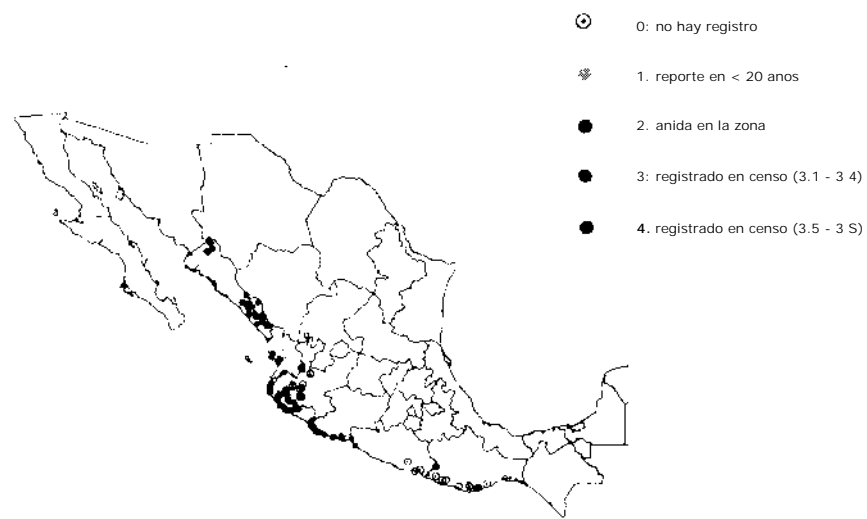 0: no hay registro
1. reporte en < 20 anos
2. anida en la zona
3: registrado en censo (3.1 - 3 4)
4. registrado en censo (3.5 - 3 S)